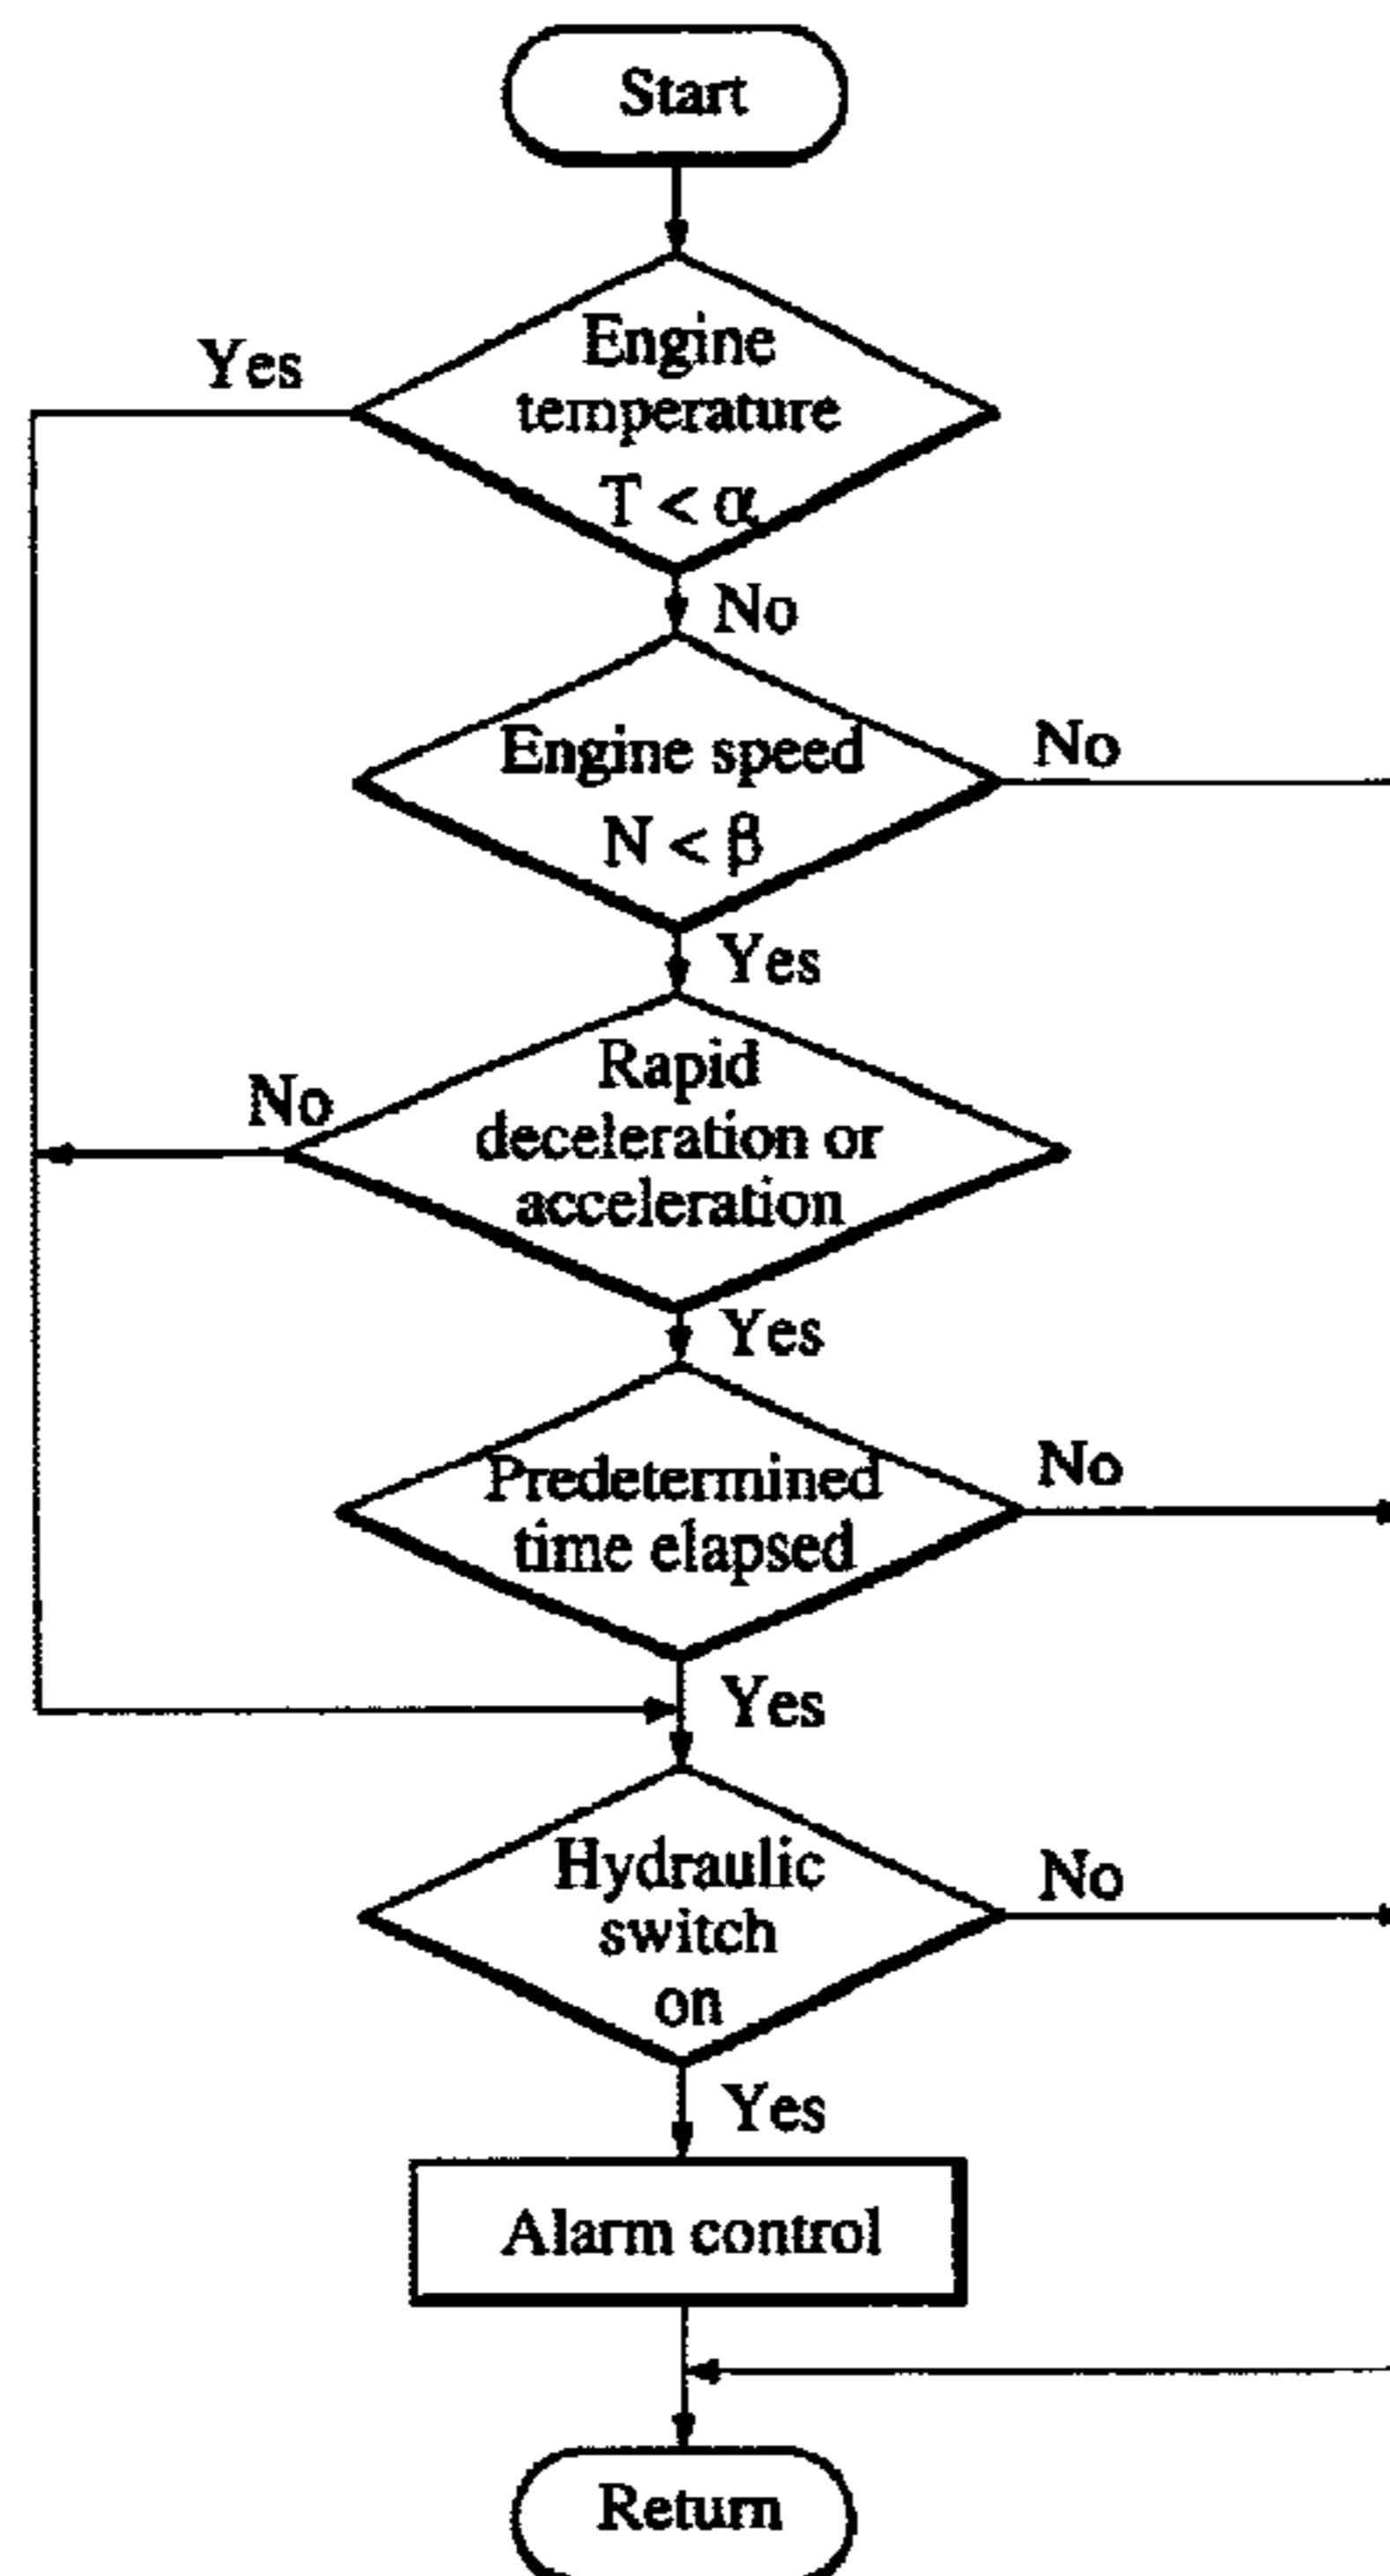 Start
Yes
Engine
temperature
T < α
No
Engine speed
N < β
No
Yes
Rapid
deceleration or
acceleration
No
Yes
Predetermined
time elapsed
No
Yes
Hydraulic
switch
on
No
Yes
Alarm control
Return